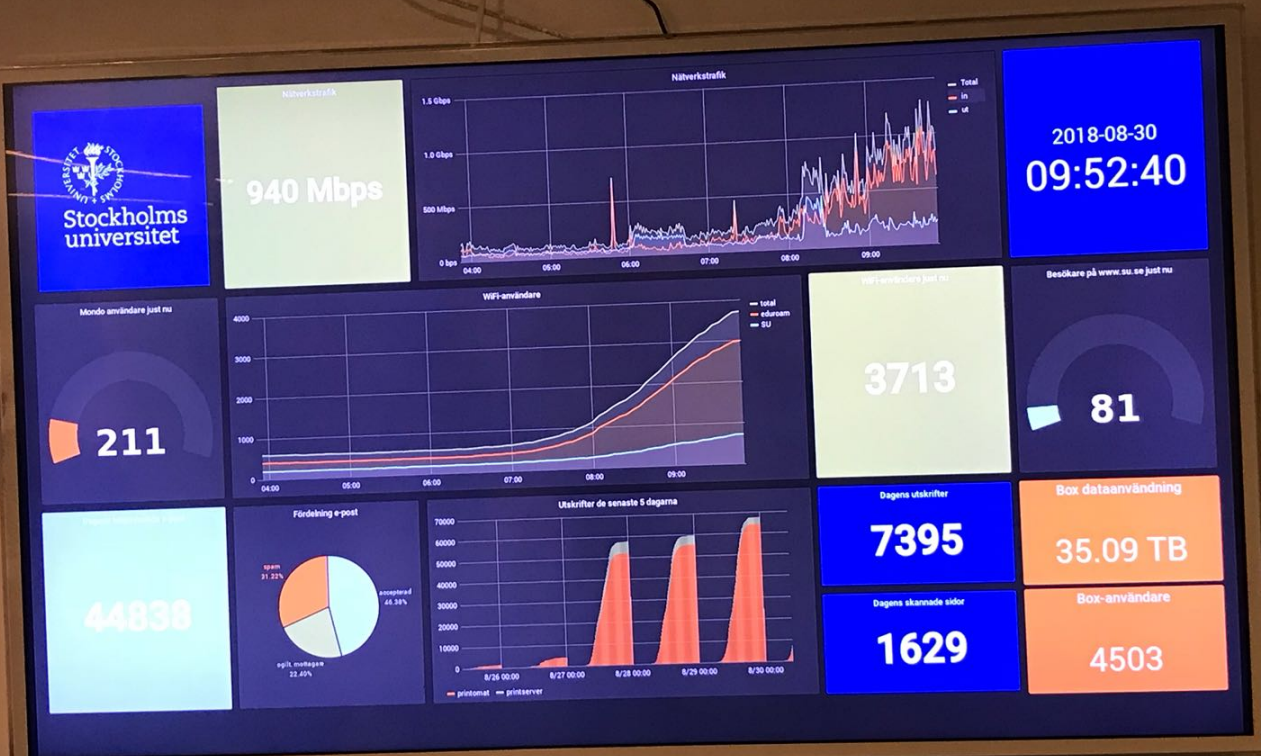 STOCKHOLMS UNIVERSITET
Stockholms
universitet
Nätverkstrafik
940 Mbps
Nätverkstrafik
1.5 Gbps
1.0 Gbps
500 Mbps
0 bps
04:00
05:00
06:00
07:00
08:00
09:00
Total
in
ut
2018-08-30
09:52:40
Mondo användare just nu
211
WiFi-användare
4000
3000
2000
1000
0
04:00
05:00
06:00
07:00
08:00
09:00
total
eduroam
SU
WiFi-användare just nu
3713
Besökare på www.su.se just nu
81
44838
Fördelning e-post
spam
31.22%
accepterad
46.38%
ogilt. mottagare
22.40%
Utskrifter de senaste 5 dagarna
70000
60000
50000
40000
30000
20000
10000
0
8/26 00:00
8/27 00:00
8/28 00:00
8/29 00:00
8/30 00:00
printomat
printserver
Dagens utskrifter
7395
Dagens skannade sidor
1629
Box dataanvändning
35.09 TB
Box-användare
4503